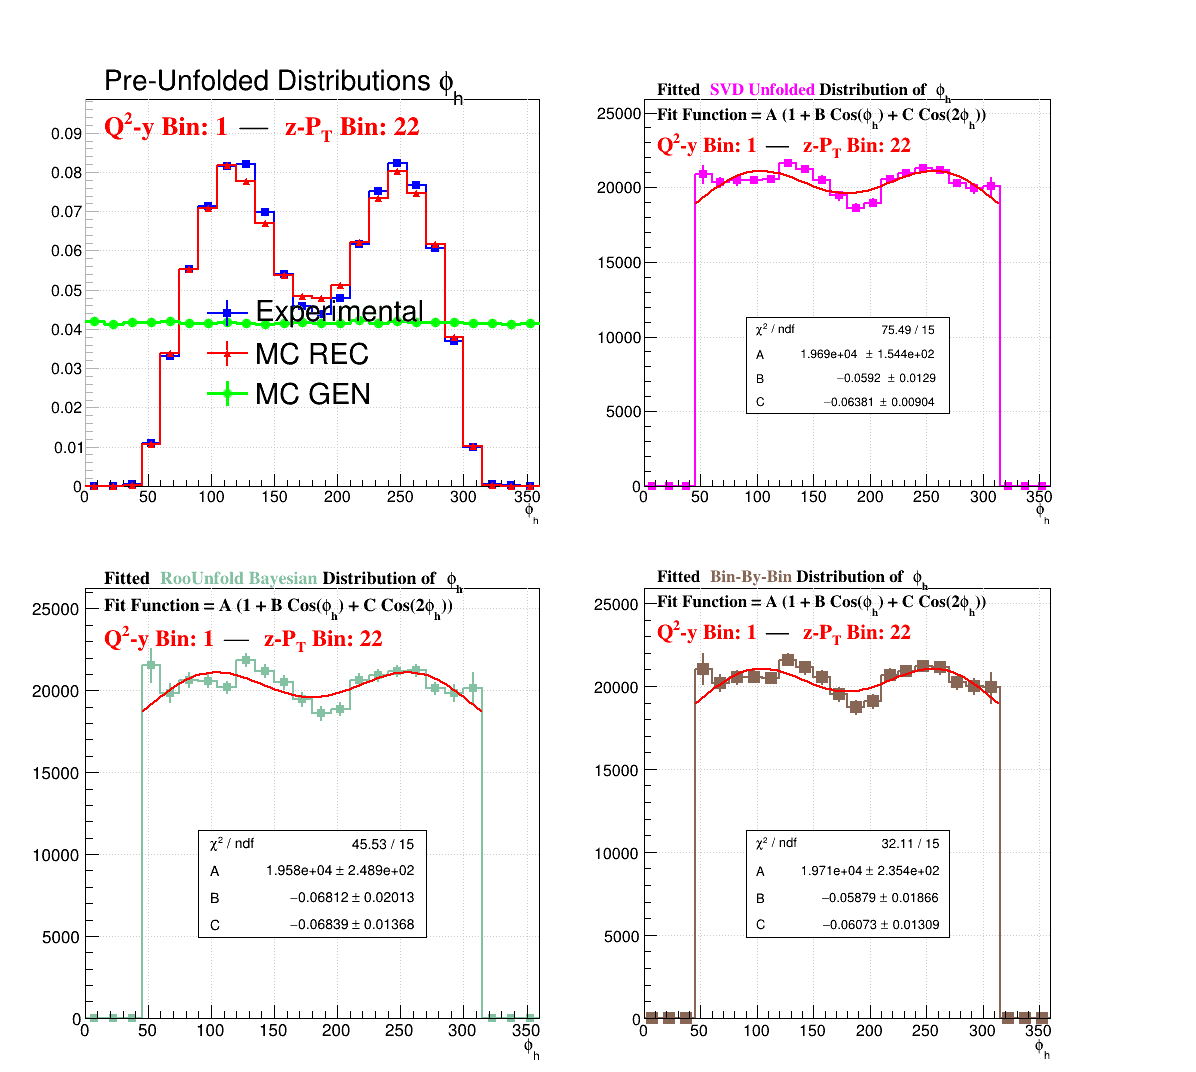 Pre-Unfolded Distributions ϕh
Q²-y Bin: 1 — z-PT Bin: 22
0.09
0.08
0.07
0.06
0.05
0.04
0.03
0.02
0.01
0
Experimental
MC REC
MC GEN
0 50 100 150 200 250 300 350
ϕh
Fitted SVD Unfolded Distribution of ϕh
Fit Function = A (1 + B Cos(ϕh) + C Cos(2ϕh))
Q²-y Bin: 1 — z-PT Bin: 22
25000
20000
15000
10000
5000
0
χ² / ndf 75.49 / 15
A 1.969e+04 ± 1.544e+02
B −0.0592 ± 0.0129
C −0.06381 ± 0.00904
0 50 100 150 200 250 300 350
ϕh
Fitted RooUnfold Bayesian Distribution of ϕh
Fit Function = A (1 + B Cos(ϕh) + C Cos(2ϕh))
Q²-y Bin: 1 — z-PT Bin: 22
25000
20000
15000
10000
5000
0
χ² / ndf 45.53 / 15
A 1.958e+04 ± 2.489e+02
B −0.06812 ± 0.02013
C −0.06839 ± 0.01368
0 50 100 150 200 250 300 350
ϕh
Fitted Bin-By-Bin Distribution of ϕh
Fit Function = A (1 + B Cos(ϕh) + C Cos(2ϕh))
Q²-y Bin: 1 — z-PT Bin: 22
25000
20000
15000
10000
5000
0
χ² / ndf 32.11 / 15
A 1.971e+04 ± 2.354e+02
B −0.05879 ± 0.01866
C −0.06073 ± 0.01309
0 50 100 150 200 250 300 350
ϕh